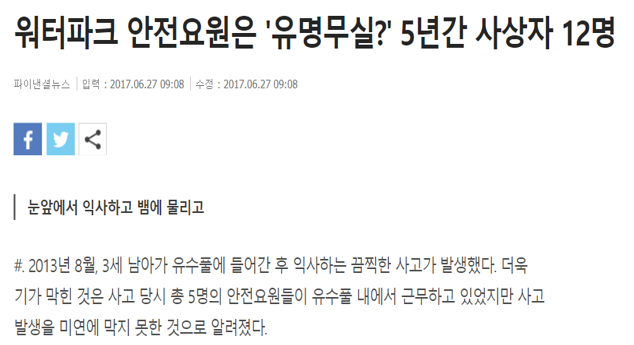 워터파크 안전요원은 '유명무실?' 5년간 사상자 12명
파이낸셜뉴스 | 입력 : 2017.06.27 09:08 | 수정 : 2017.06.27 09:08
눈앞에서 익사하고 뱀에 물리고
#. 2013년 8월, 3세 남아가 유수풀에 들어간 후 익사하는 끔찍한 사고가 발생했다. 더욱
기가 막힌 것은 사고 당시 총 5명의 안전요원들이 유수풀 내에서 근무하고 있었지만 사고
발생을 미연에 막지 못한 것으로 알려졌다.